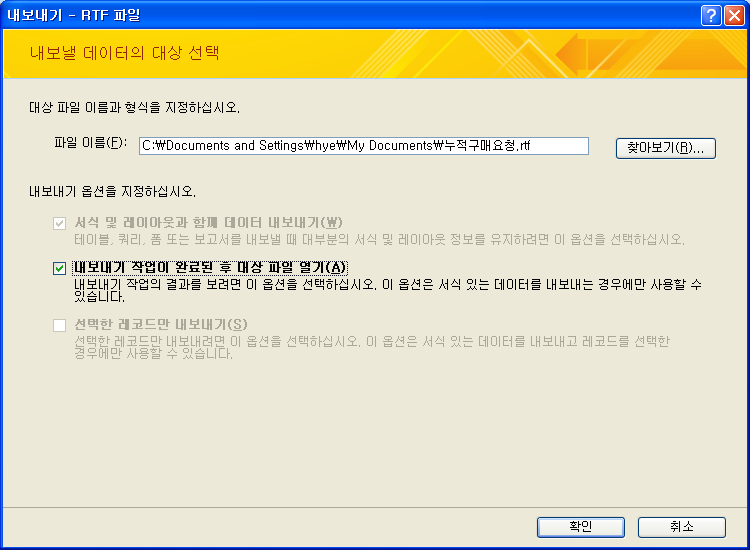 내보내기 - RTF 파일
내보낼 데이터의 대상 선택
대상 파일 이름과 형식을 지정하십시오.
파일 이름(F): C:₩Documents and Settings₩hye₩My Documents₩누적구매요청.rtf 찾아보기(R)...
내보내기 옵션을 지정하십시오.
서식 및 레이아웃과 함께 데이터 내보내기(₩)
테이블, 쿼리, 폼 또는 보고서를 내보낼 때 대부분의 서식 및 레이아웃 정보를 유지하려면 이 옵션을 선택하십시오.
내보내기 작업이 완료된 후 대상 파일 열기(A)
내보내기 작업의 결과를 보려면 이 옵션을 선택하십시오. 이 옵션은 서식 있는 데이터를 내보내는 경우에만 사용할 수
있습니다.
선택한 레코드만 내보내기(S)
선택한 레코드만 내보내려면 이 옵션을 선택하십시오. 이 옵션은 서식 있는 데이터를 내보내고 레코드를 선택한
경우에만 사용할 수 있습니다.
확인 취소